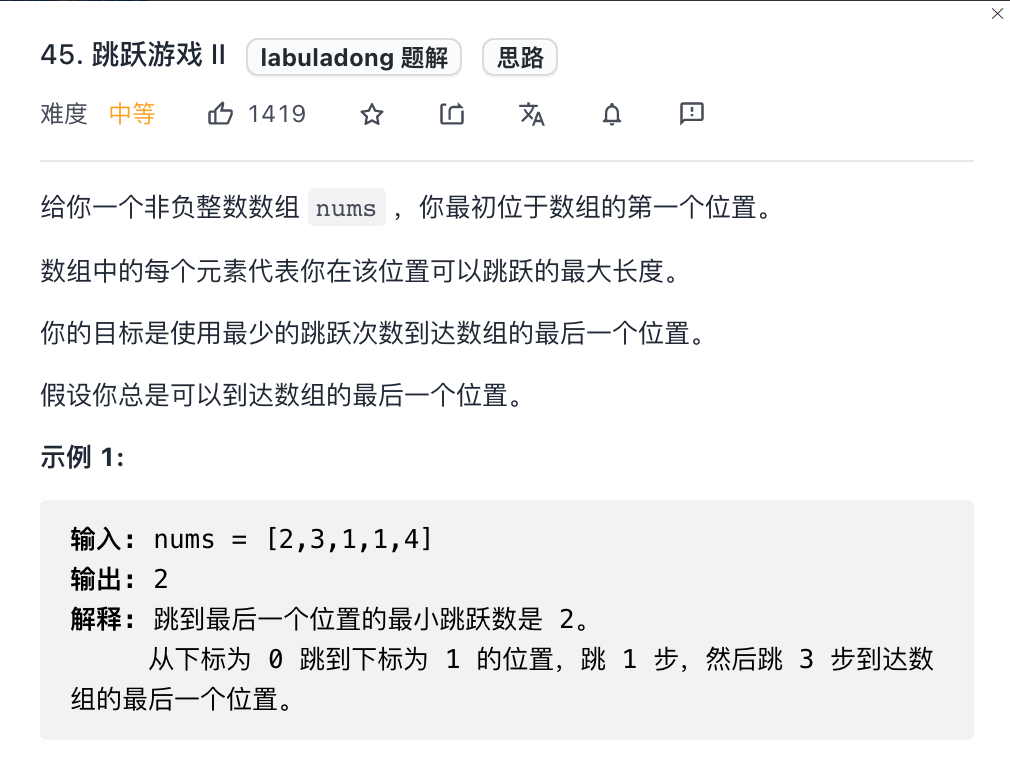 45. 跳跃游戏 II labuladong 题解 思路
难度 中等 1419
给你一个非负整数数组 nums ，你最初位于数组的第一个位置。
数组中的每个元素代表你在该位置可以跳跃的最大长度。
你的目标是使用最少的跳跃次数到达数组的最后一个位置。
假设你总是可以到达数组的最后一个位置。
示例 1:
输入: nums = [2,3,1,1,4]
输出: 2
解释: 跳到最后一个位置的最小跳跃数是 2。
从下标为 0 跳到下标为 1 的位置，跳 1 步，然后跳 3 步到达数
组的最后一个位置。